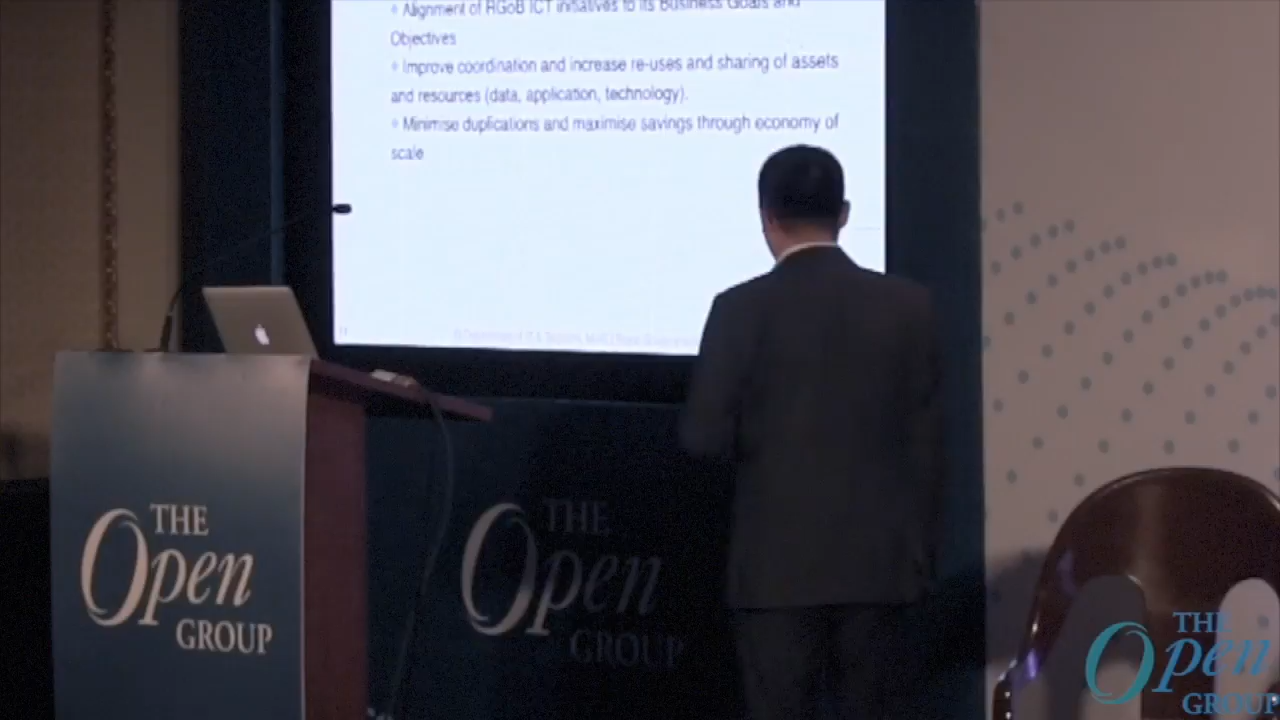 * Alignment of RGoB ICT initiatives to its Business Goals and
Objectives
* Improve coordination and increase re-uses and sharing of assets
and resources (data, application, technology).
* Minimise duplications and maximise savings through economy of
scale
THE
Open
GROUP
THE
Open
GROUP
THE
Open
GROUP